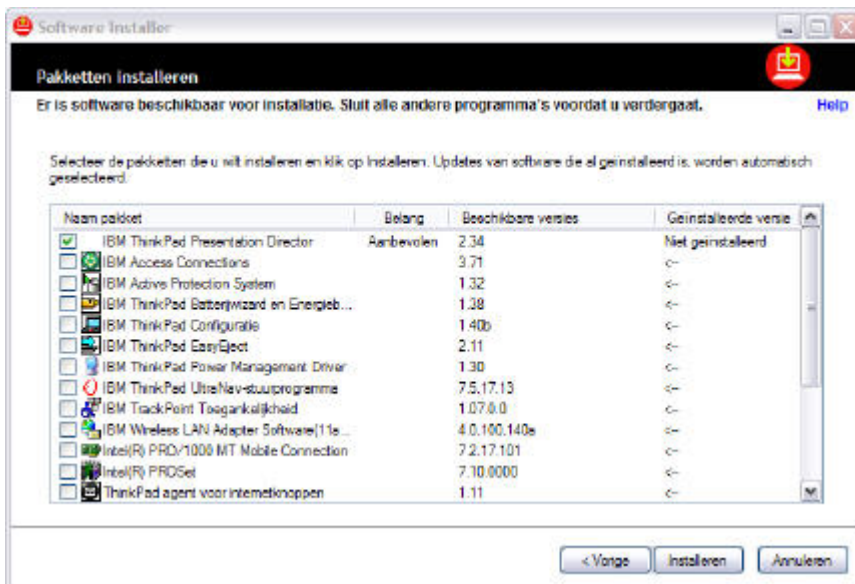 Software Installer
Pakketten installeren
Er is software beschikbaar voor installatie. Sluit alle andere programma's voordat u verdergaat. Help
Selecteer de pakketten die u wilt installeren en klik op Installeren. Updates van software die al geïnstalleerd is, worden automatisch
geselecteerd.
Naam pakket Belang Beschikbare versies Geïnstalleerde versie
IBM ThinkPad Presentation Director Aanbevolen 2.34 Niet geïnstalleerd
IBM Access Connections 3.71 <--
IBM Active Protection System 1.32 <--
IBM ThinkPad Batterijwizard en Energieb... 1.38 <--
IBM ThinkPad Configuratie 1.40b <--
IBM ThinkPad EasyEject 2.11 <--
IBM ThinkPad Power Management Driver 1.30 <--
IBM ThinkPad UltraNav-stuurprogramma 7.5.17.13 <--
IBM TrackPoint Toegankelijkheid 1.07.0.0 <--
IBM Wireless LAN Adapter Software(11a... 4.0.100.140a <--
Intel(R) PRO/1000 MT Mobile Connection 7.2.17.101 <--
Intel(R) PROSet 7.10.0000 <--
ThinkPad agent voor internetknoppen 1.11 <--
< Vorige Installeren Annuleren